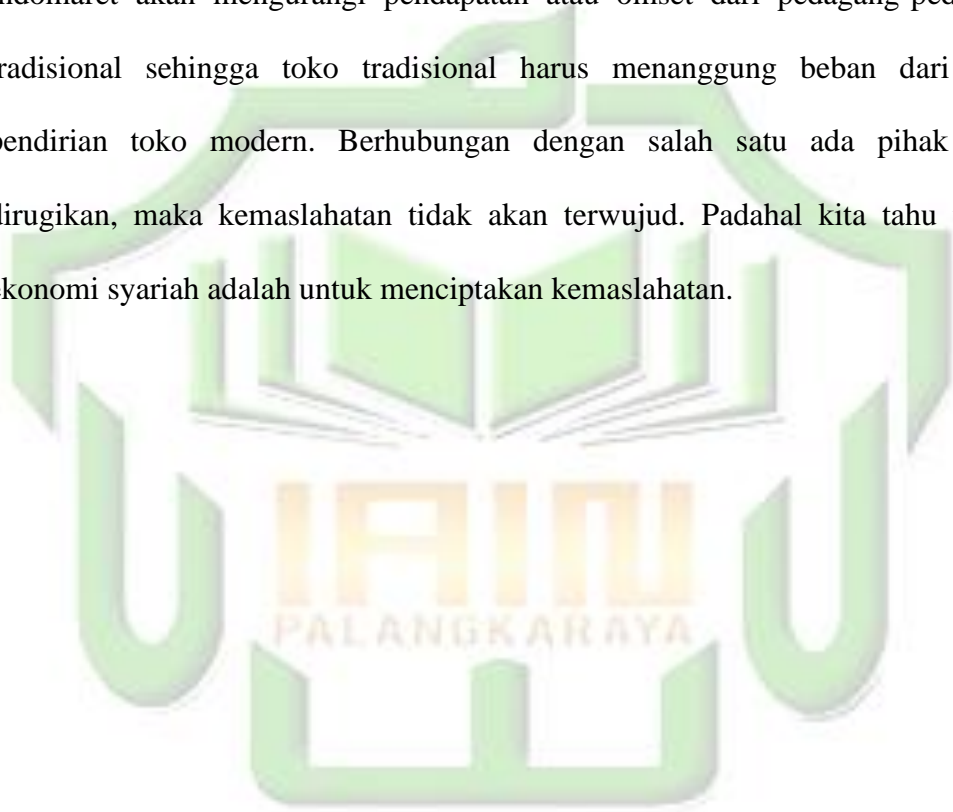 ndomaret akan mengurangi pendapatan atau omset dari pedagang-ped
radisional sehingga toko tradisional harus menanggung beban dari
pendirian toko modern. Berhubungan dengan salah satu ada pihak
dirugikan, maka kemaslahatan tidak akan terwujud. Padahal kita tahu
ekonomi syariah adalah untuk menciptakan kemaslahatan.
IAIN
PALANGKARAYA